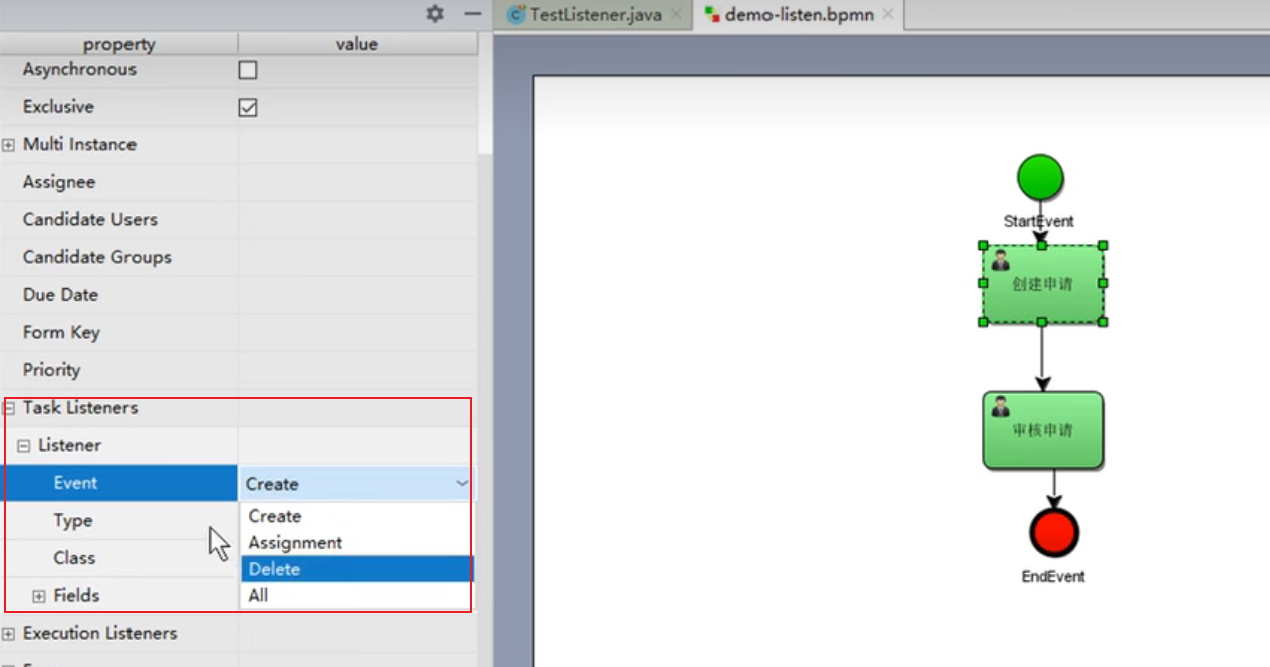 TestListener.java
demo-listen.bpmn
property value
Asynchronous
Exclusive
Multi Instance
Assignee
Candidate Users
Candidate Groups
Due Date
Form Key
Priority
Task Listeners
Listener
Event Create
Type
Class
Fields
Create
Assignment
Delete
All
Execution Listeners
StartEvent
创建申请
审核申请
EndEvent